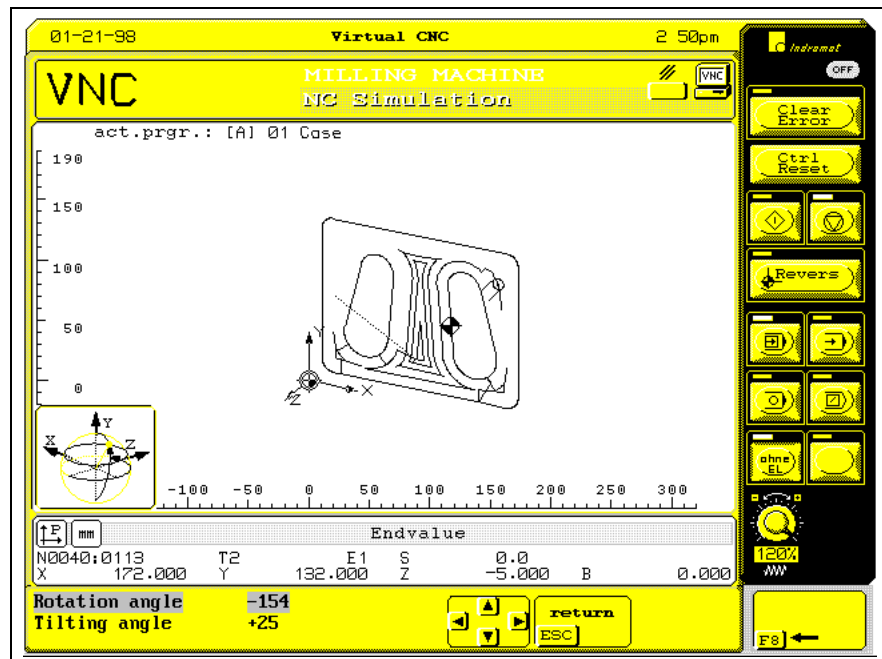 01-21-98 Virtual CNC 2 50pm
Indramat
OFF
VNC MILLING MACHINE VNC
NC Simulation
Clear
Error
act.prgr.: [A] 01 Case
Ctrl
Reset
190
150
100
Revers
50
0
Y
X
Z
Y
X
Z
ohne
EL
-100 -50 0 50 100 150 200 250 300
P mm Endvalue
N0040:0113 T2 E1 S 0.0
X 172.000 Y 132.000 Z -5.000 B 0.000
120%
Rotation angle -154
Tilting angle +25
return
ESC
F8